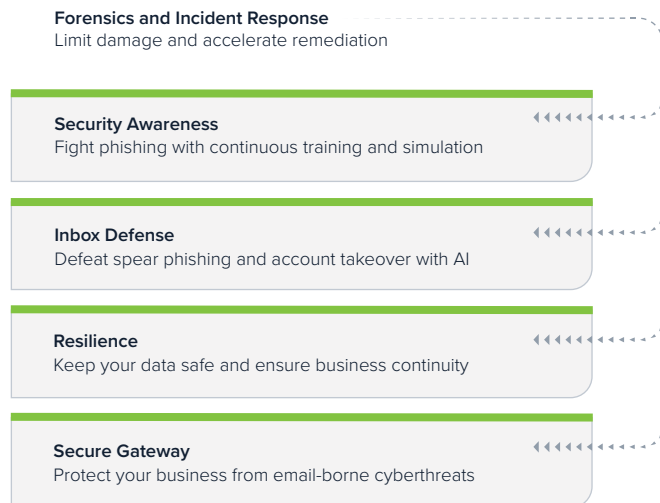 Forensics and Incident Response
Limit damage and accelerate remediation
Security Awareness
Fight phishing with continuous training and simulation
Inbox Defense
Defeat spear phishing and account takeover with AI
Resilience
Keep your data safe and ensure business continuity
Secure Gateway
Protect your business from email-borne cyberthreats